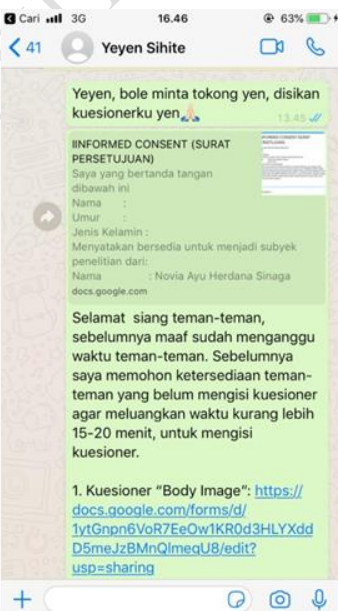 Cari 3G 16.46 63%
41 Yeyen Sihite
Yeyen, bole minta tokong yen, disikan
kuesionerku yen🙏🏻
13.45
IINFORMED CONSENT (SURAT
PERSETUJUAN)
Saya yang bertanda tangan
dibawah ini
Nama :
Umur :
Jenis Kelamin :
Menyatakan bersedia untuk menjadi subyek
penelitian dari:
Nama : Novia Ayu Herdana Sinaga
docs.google.com
Selamat siang teman-teman,
sebelumnya maaf sudah menganggu
waktu teman-teman. Sebelumnya
saya memohon ketersediaan teman-
teman yang belum mengisi kuesioner
agar meluangkan waktu kurang lebih
15-20 menit, untuk mengisi
kuesioner.
1. Kuesioner “Body Image”: https://
docs.google.com/forms/d/
1ytGnpn6VoR7EeOw1KR0d3HLYXdd
D5meJzBMnQlmeqU8/edit?
usp=sharing